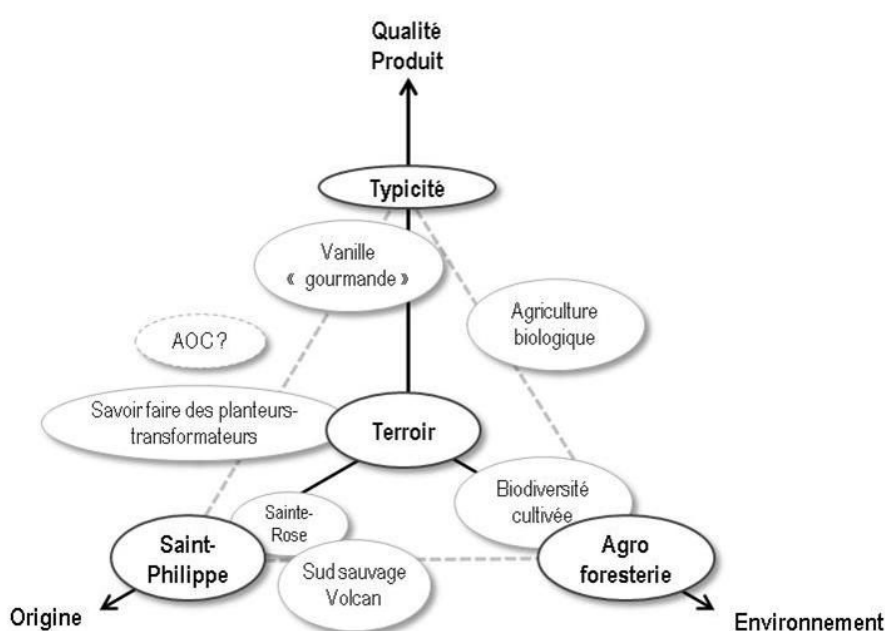 Qualité
Produit
Typicité
Vanille
« gourmande »
Agriculture
biologique
AOC ?
Savoir faire des planteurs-
transformateurs
Terroir
Biodiversité
cultivée
Sainte-
Rose
Saint-
Philippe
Agro
foresterie
Sud sauvage
Volcan
Origine
Environnement